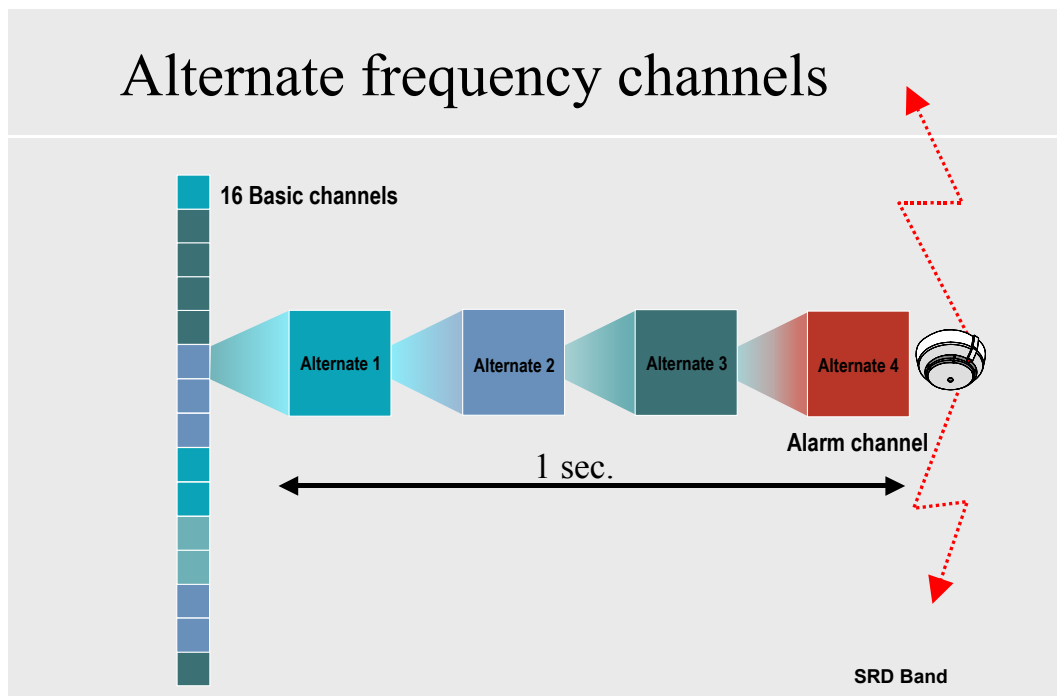 Alternate frequency channels
16 Basic channels
Alternate 1
Alternate 2
Alternate 3
Alternate 4
Alarm channel
1 sec.
SRD Band